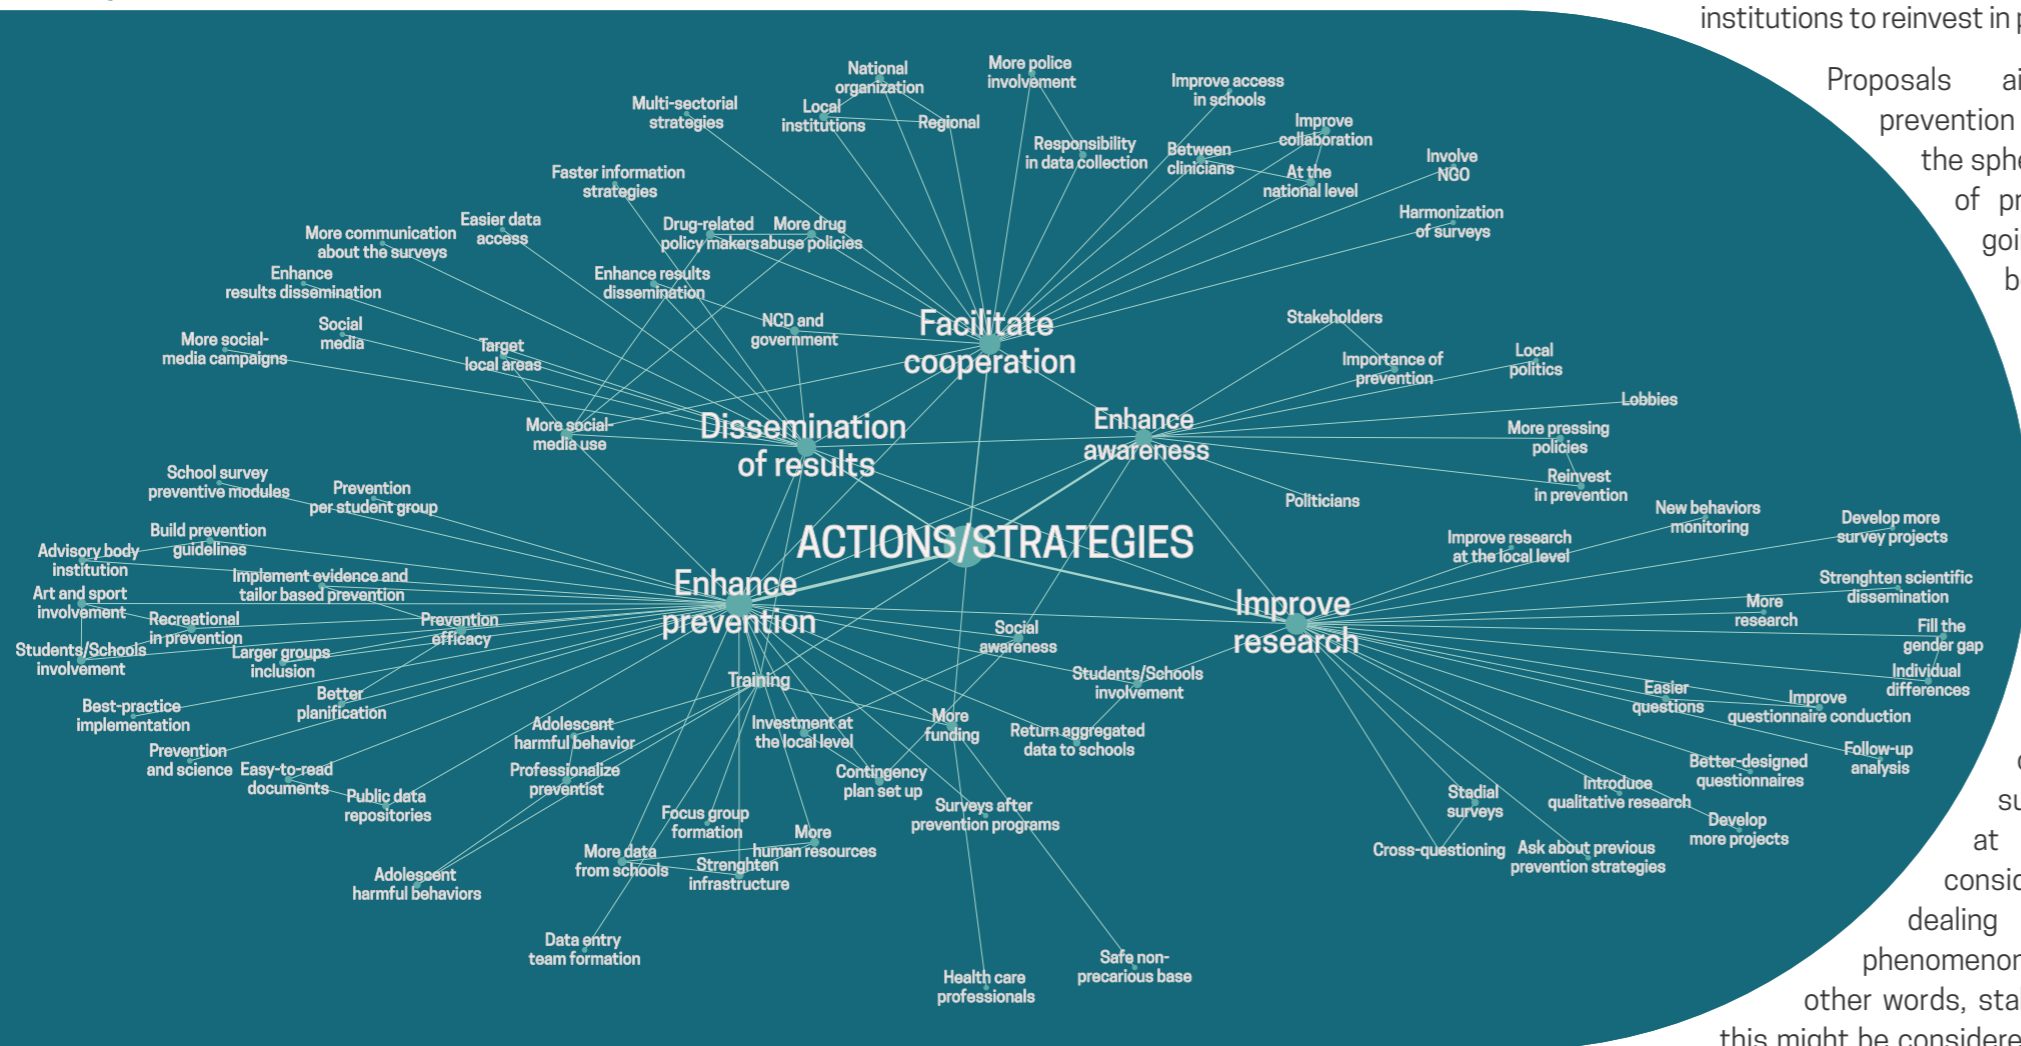 institutions to reinvest in
Proposals
prevention
the
of
National
organization
More police
involvement
Improve access
in schools
Multi-sectorial
strategies
Local
institutions
Regional
Improve
collaboration
Responsibility
in data collection
Between
clinicians
At the
national level
Involve
NGO
Faster information
strategies
Harmonization
of surveys
Easier data
access
More communication
about the surveys
Drug-related
policy makers
More drug
abuse policies
Enhance
results dissemination
Enhance results
dissemination
NCD and
government
Facilitate
cooperation
Stakeholders
More social-
media campaigns
Social
media
Target
local areas
Importance of
prevention
Local
politics
Lobbies
More social-
media use
Dissemination
of results
Enhance
awareness
More pressing
policies
Reinvest
in prevention
Politicians
School survey
preventive modules
Prevention
per student group
New behaviors
monitoring
Develop more
survey projects
Build prevention
guidelines
ACTIONS/STRATEGIES
Improve research
at the local level
Advisory body
institution
Implement evidence and
tailor based prevention
Enhance
prevention
Strenghten scientific
dissemination
Art and sport
involvement
Recreational
in prevention
Prevention
efficacy
Improve
research
More
research
Fill the
gender gap
Students/Schools
involvement
Larger groups
inclusion
Social
awareness
Training
Students/Schools
involvement
Individual
differences
Easier
questions
Improve
questionnaire conduction
Best-practice
implementation
Better
planification
Adolescent
harmful behavior
Investment at
the local level
More
funding
Return aggregated
data to schools
Follow-up
analysis
Prevention
and science
Easy-to-read
documents
Public data
repositories
Professionalize
preventist
Contingency
plan set up
Better-designed
questionnaires
Introduce
qualitative research
Stadial
surveys
Focus group
formation
Surveys after
prevention programs
More
human resources
Develop
more projects
More data
from schools
Strenghten
infrastructure
Cross-questioning
Ask about previous
prevention strategies
Adolescent
harmful behaviors
Data entry
team formation
Safe non-
precarious base
Health care
professionals
at
dealing
phenomenon
other words,
this might be